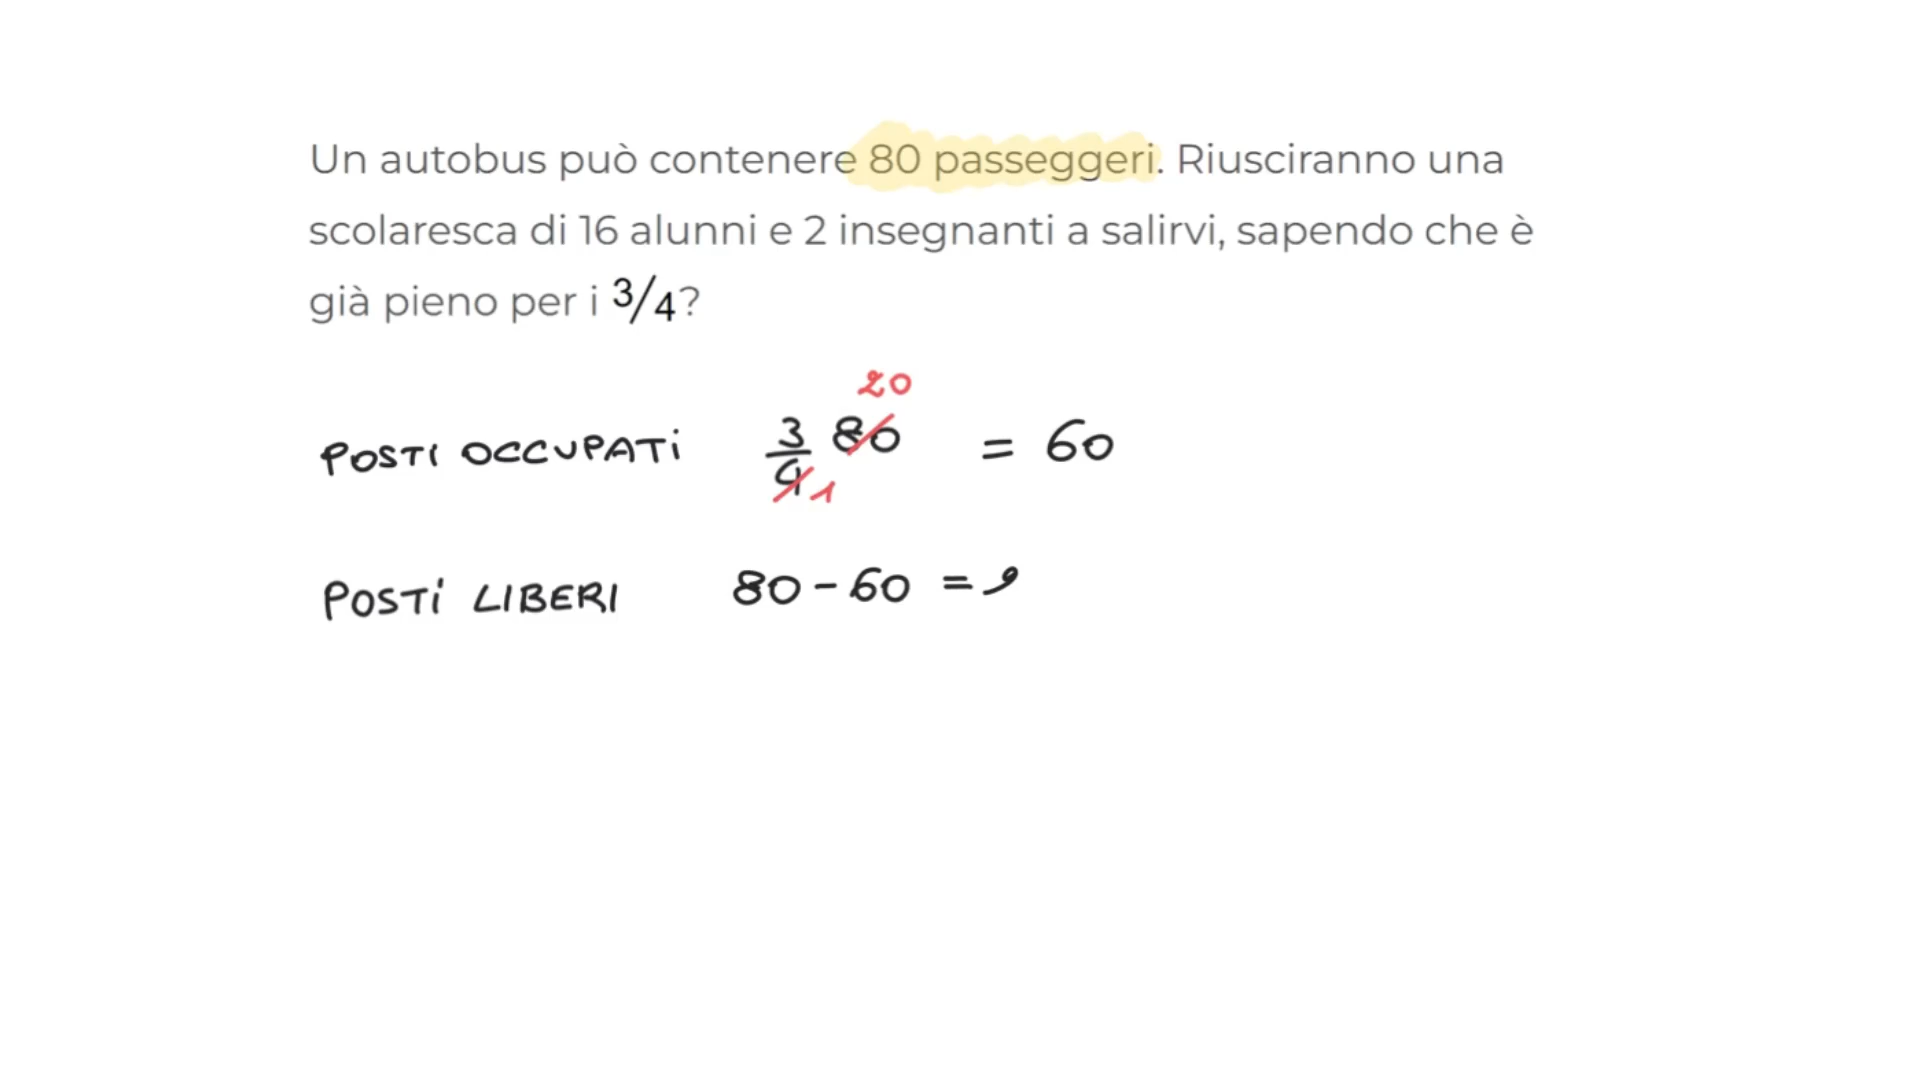 Un autobus può contenere 80 passeggeri. Riusciranno una
scolaresca di 16 alunni e 2 insegnanti a salirvi, sapendo che è
già pieno per i 3/4?
20
POSTI OCCUPATI 3/4 80 = 60
1
POSTI LIBERI 80 - 60 =